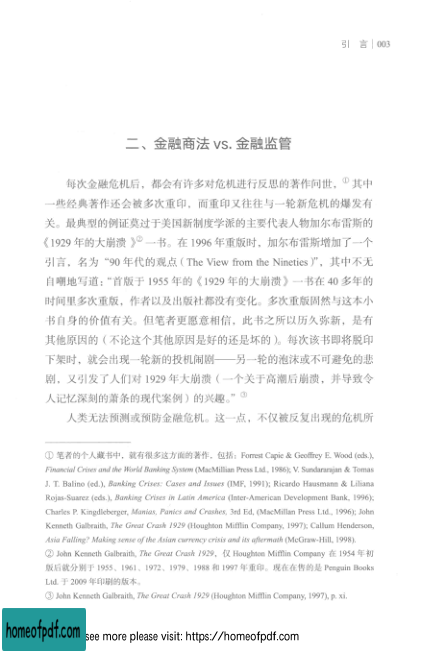 引　言 | 003
二、金融商法 vs. 金融监管
每次金融危机后，都会有许多对危机进行反思的著作问世，①其中
一些经典著作还会被多次重印，而重印又往往与一轮新危机的爆发有
关。最典型的例证莫过于美国新制度学派的主要代表人物加尔布雷斯的
《1929 年的大崩溃》②一书。在 1996 年重版时，加尔布雷斯增加了一个
引言，名为“90 年代的观点（The View from the Nineties）”，其中不无
自嘲地写道：“首版于 1955 年的《1929 年的大崩溃》一书在 40 多年的
时间里多次重版，作者以及出版社都没有变化。多次重版固然与这本小
书自身的价值有关。但笔者更愿意相信，此书之所以历久弥新，是有
其他原因的（不论这个其他原因是好的还是坏的）。每次该书即将脱印
下架时，就会出现一轮新的投机闹剧——另一轮的泡沫或不可避免的悲
剧，又引发了人们对 1929 年大崩溃（一个关于高潮后崩溃，并导致令
人记忆深刻的萧条的现代案例）的兴趣。”③
人类无法预测或预防金融危机。这一点，不仅被反复出现的危机所
① 笔者的个人藏书中，就有很多这方面的著作，包括：Forrest Capie & Geoffrey E. Wood (eds.),
Financial Crises and the World Banking System (MacMillian Press Ltd., 1986); V. Sundararajan & Tomas
J. T. Balino (ed.), Banking Crises: Cases and Issues (IMF, 1991); Ricardo Hausmann & Liliana
Rojas-Suarez (eds.), Banking Crises in Latin America (Inter-American Development Bank, 1996);
Charles P. Kingdleberger, Manias, Panics and Crashes, 3rd Ed, (MacMillan Press Ltd., 1996); John
Kenneth Galbraith, The Great Crash 1929 (Houghton Mifflin Company, 1997); Callum Henderson,
Asia Falling? Making sense of the Asian currency crisis and its aftermath (McGraw-Hill, 1998).
② John Kenneth Galbraith, The Great Crash 1929，仅 Houghton Mifflin Company 在 1954 年初
版后就分别于 1955、1961、1972、1979、1988 和 1997 年重印。现在在售的是 Penguin Books
Ltd. 于 2009 年印刷的版本。
③ John Kenneth Galbraith, The Great Crash 1929 (Houghton Mifflin Company, 1997), p. xi.
homeofpdf.com
see more please visit: https://homeofpdf.com